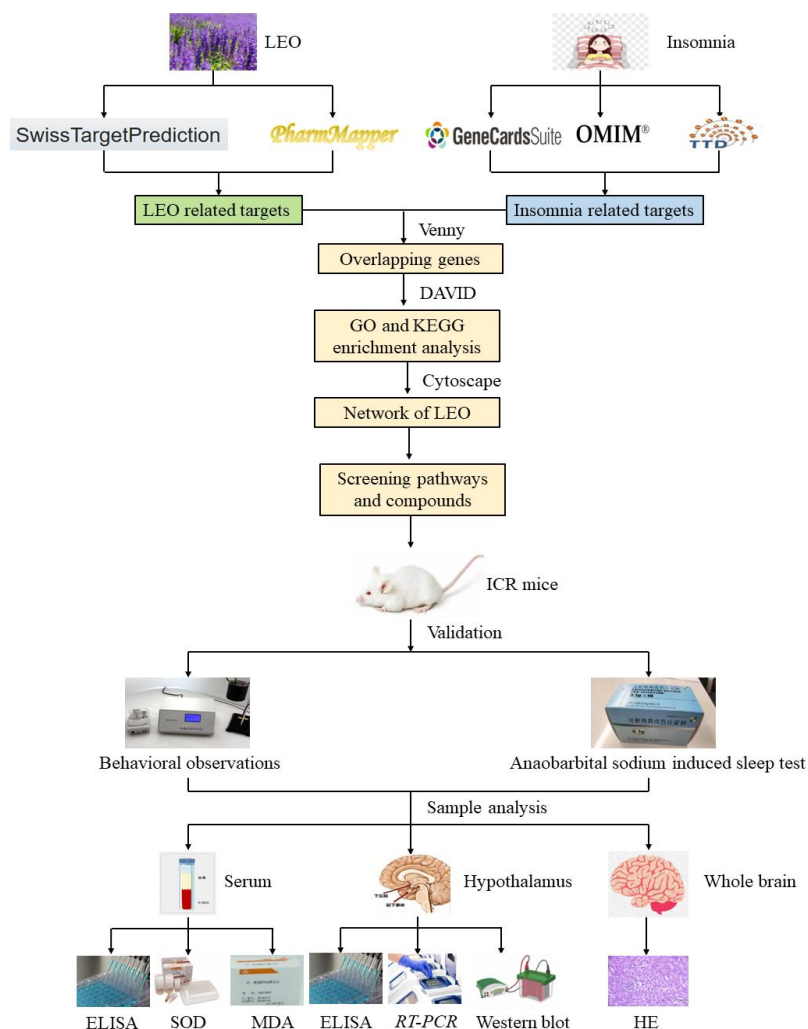 LEO
Insomnia
SwissTargetPrediction
PharmMapper
GeneCardsSuite
OMIM®
TTD
LEO related targets
Insomnia related targets
Venny
Overlapping genes
DAVID
GO and KEGG
enrichment analysis
Cytoscape
Network of LEO
Screening pathways
and compounds
ICR mice
Validation
Behavioral observations
Anaobarbital sodium induced sleep test
Sample analysis
Serum
Hypothalamus
Whole brain
ELISA
SOD
MDA
ELISA
RT-PCR
Western blot
HE